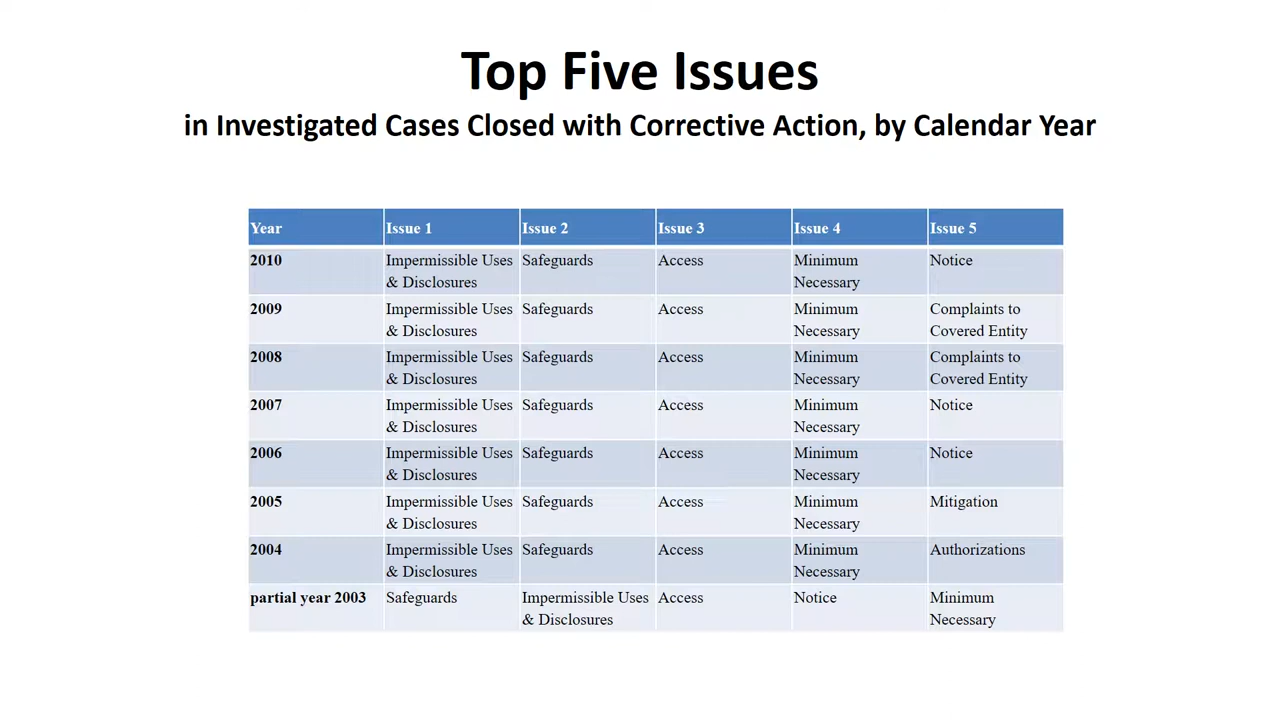 Top Five Issues
in Investigated Cases Closed with Corrective Action, by Calendar Year
Year Issue 1 Issue 2 Issue 3 Issue 4 Issue 5
2010 Impermissible Uses & Disclosures Safeguards Access Minimum Necessary Notice
2009 Impermissible Uses & Disclosures Safeguards Access Minimum Necessary Complaints to Covered Entity
2008 Impermissible Uses & Disclosures Safeguards Access Minimum Necessary Complaints to Covered Entity
2007 Impermissible Uses & Disclosures Safeguards Access Minimum Necessary Notice
2006 Impermissible Uses & Disclosures Safeguards Access Minimum Necessary Notice
2005 Impermissible Uses & Disclosures Safeguards Access Minimum Necessary Mitigation
2004 Impermissible Uses & Disclosures Safeguards Access Minimum Necessary Authorizations
partial year 2003 Safeguards Impermissible Uses & Disclosures Access Notice Minimum Necessary